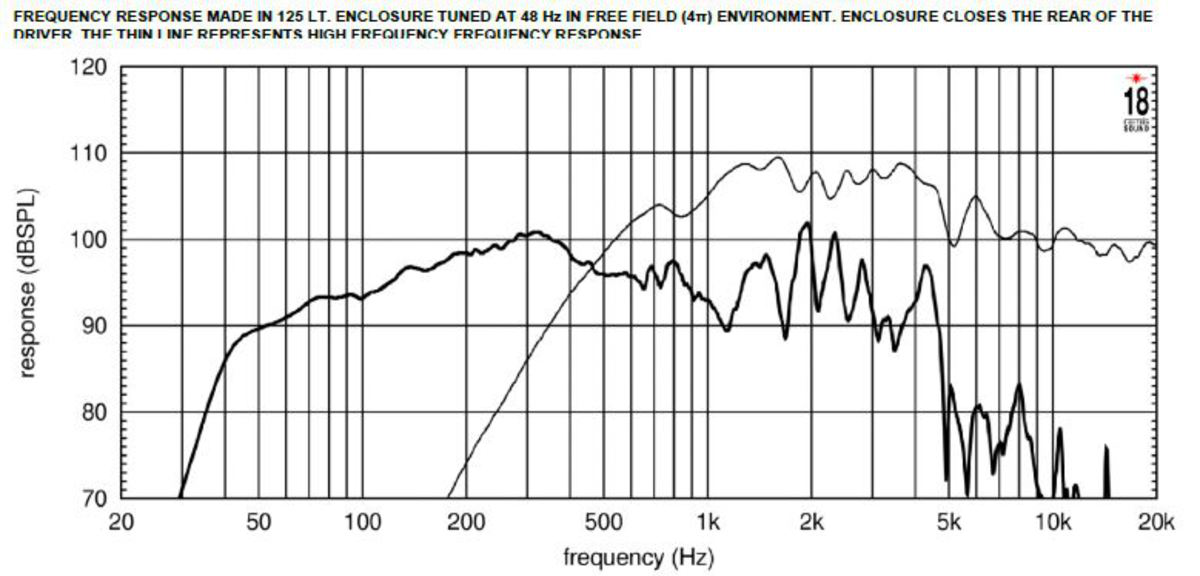 FREQUENCY RESPONSE MADE IN 125 LT. ENCLOSURE TUNED AT 48 Hz IN FREE FIELD (4π) ENVIRONMENT. ENCLOSURE CLOSES THE REAR OF THE
DRIVER. THE THIN LINE REPRESENTS HIGH FREQUENCY FREQUENCY RESPONSE
120
110
100
90
80
70
response (dBSPL)
18
SOUND
20 50 100 200 500 1k 2k 5k 10k 20k
frequency (Hz)